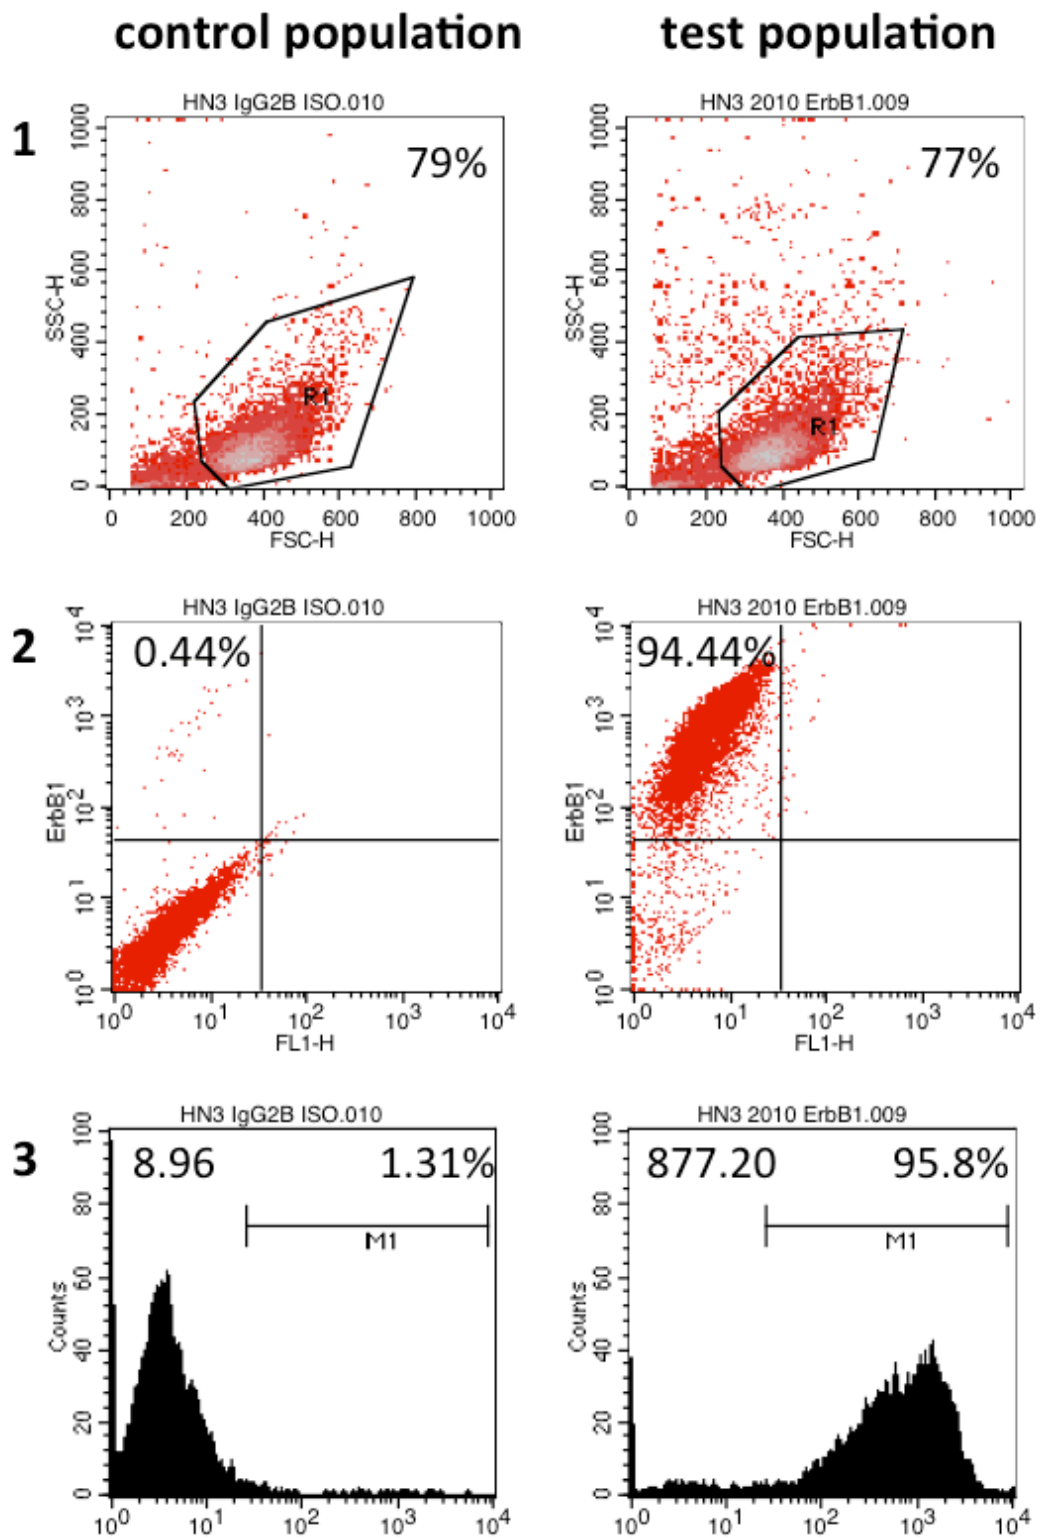 control population test population
1
HN3 IgG2B ISO.010 HN3 2010 ErbB1.009
79% 77%
R1 R1
SSC-H SSC-H
1000 800 600 400 200 0
1000 800 600 400 200 0
0 200 400 600 800 1000 0 200 400 600 800 1000
FSC-H FSC-H
2
HN3 IgG2B ISO.010 HN3 2010 ErbB1.009
0.44% 94.44%
ErbB1 ErbB1
10^4 10^3 10^2 10^1 10^0
10^4 10^3 10^2 10^1 10^0
10^0 10^1 10^2 10^3 10^4 10^0 10^1 10^2 10^3 10^4
FL1-H FL1-H
3
HN3 IgG2B ISO.010 HN3 2010 ErbB1.009
8.96 1.31% 877.20 95.8%
M1 M1
Counts Counts
100 80 60 40 20 0
100 80 60 40 20 0
10^0 10^1 10^2 10^3 10^4 10^0 10^1 10^2 10^3 10^4